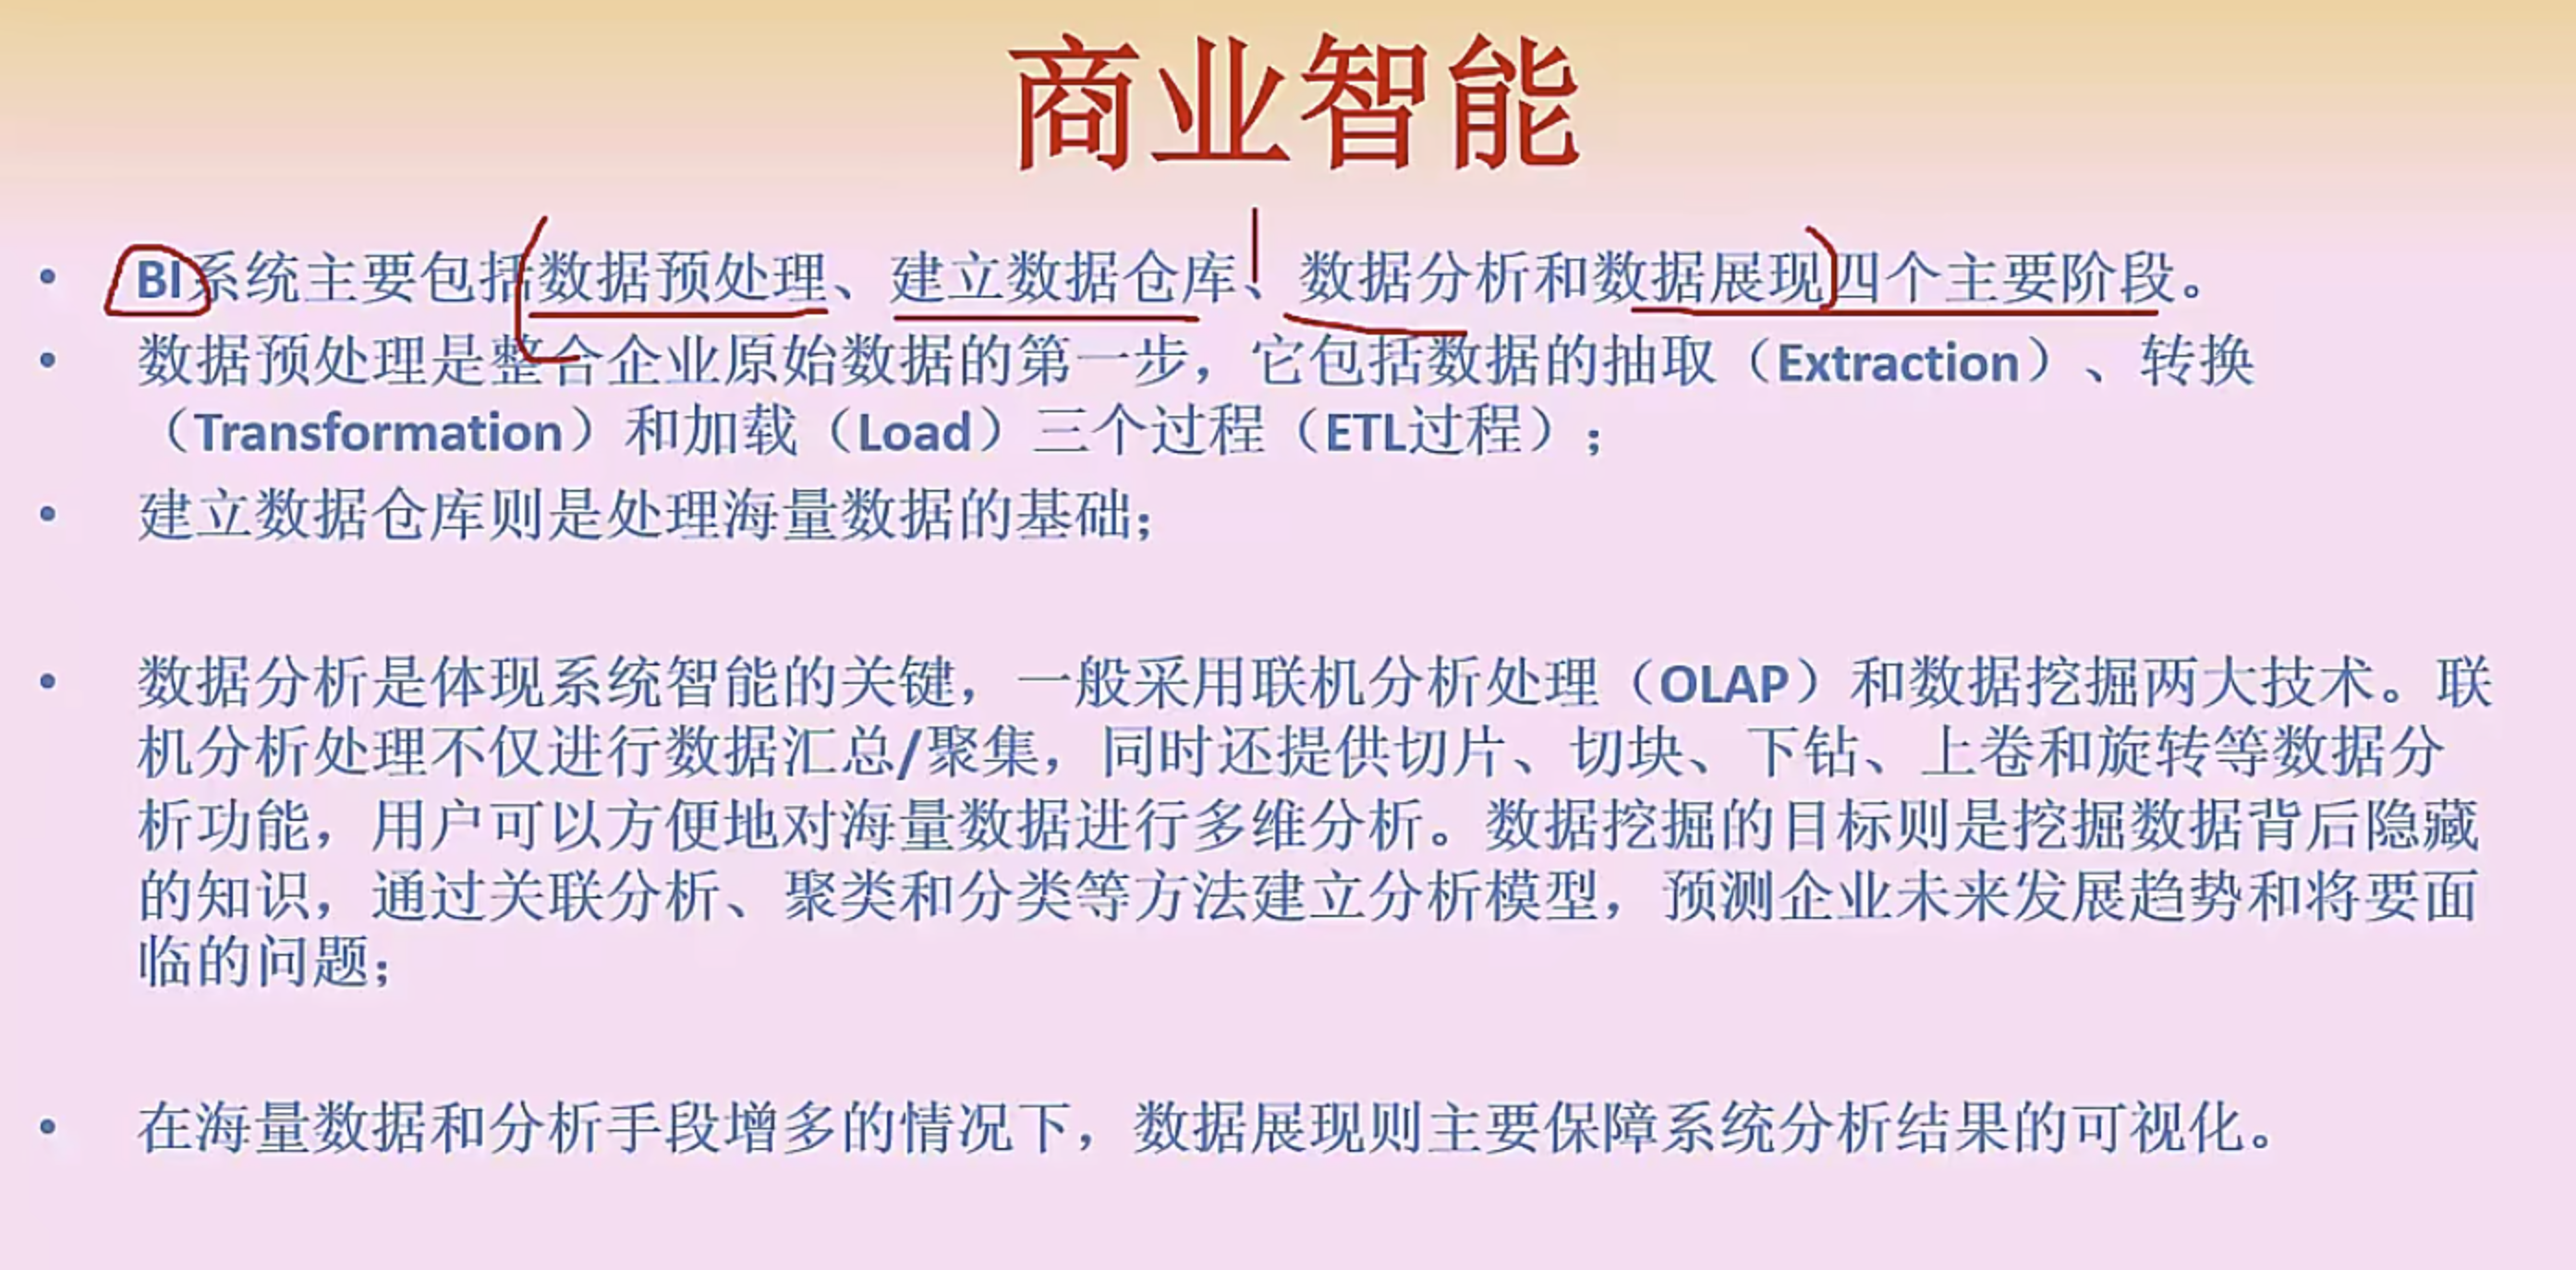 商业智能
• BI系统主要包括数据预处理、建立数据仓库、数据分析和数据展现四个主要阶段。
• 数据预处理是整合企业原始数据的第一步，它包括数据的抽取（Extraction）、转换
（Transformation）和加载（Load）三个过程（ETL过程）；
• 建立数据仓库则是处理海量数据的基础；
• 数据分析是体现系统智能的关键，一般采用联机分析处理（OLAP）和数据挖掘两大技术。联
机分析处理不仅进行数据汇总/聚集，同时还提供切片、切块、下钻、上卷和旋转等数据分
析功能，用户可以方便地对海量数据进行多维分析。数据挖掘的目标则是挖掘数据背后隐藏
的知识，通过关联分析、聚类和分类等方法建立分析模型，预测企业未来发展趋势和将要面
临的问题；
• 在海量数据和分析手段增多的情况下，数据展现则主要保障系统分析结果的可视化。